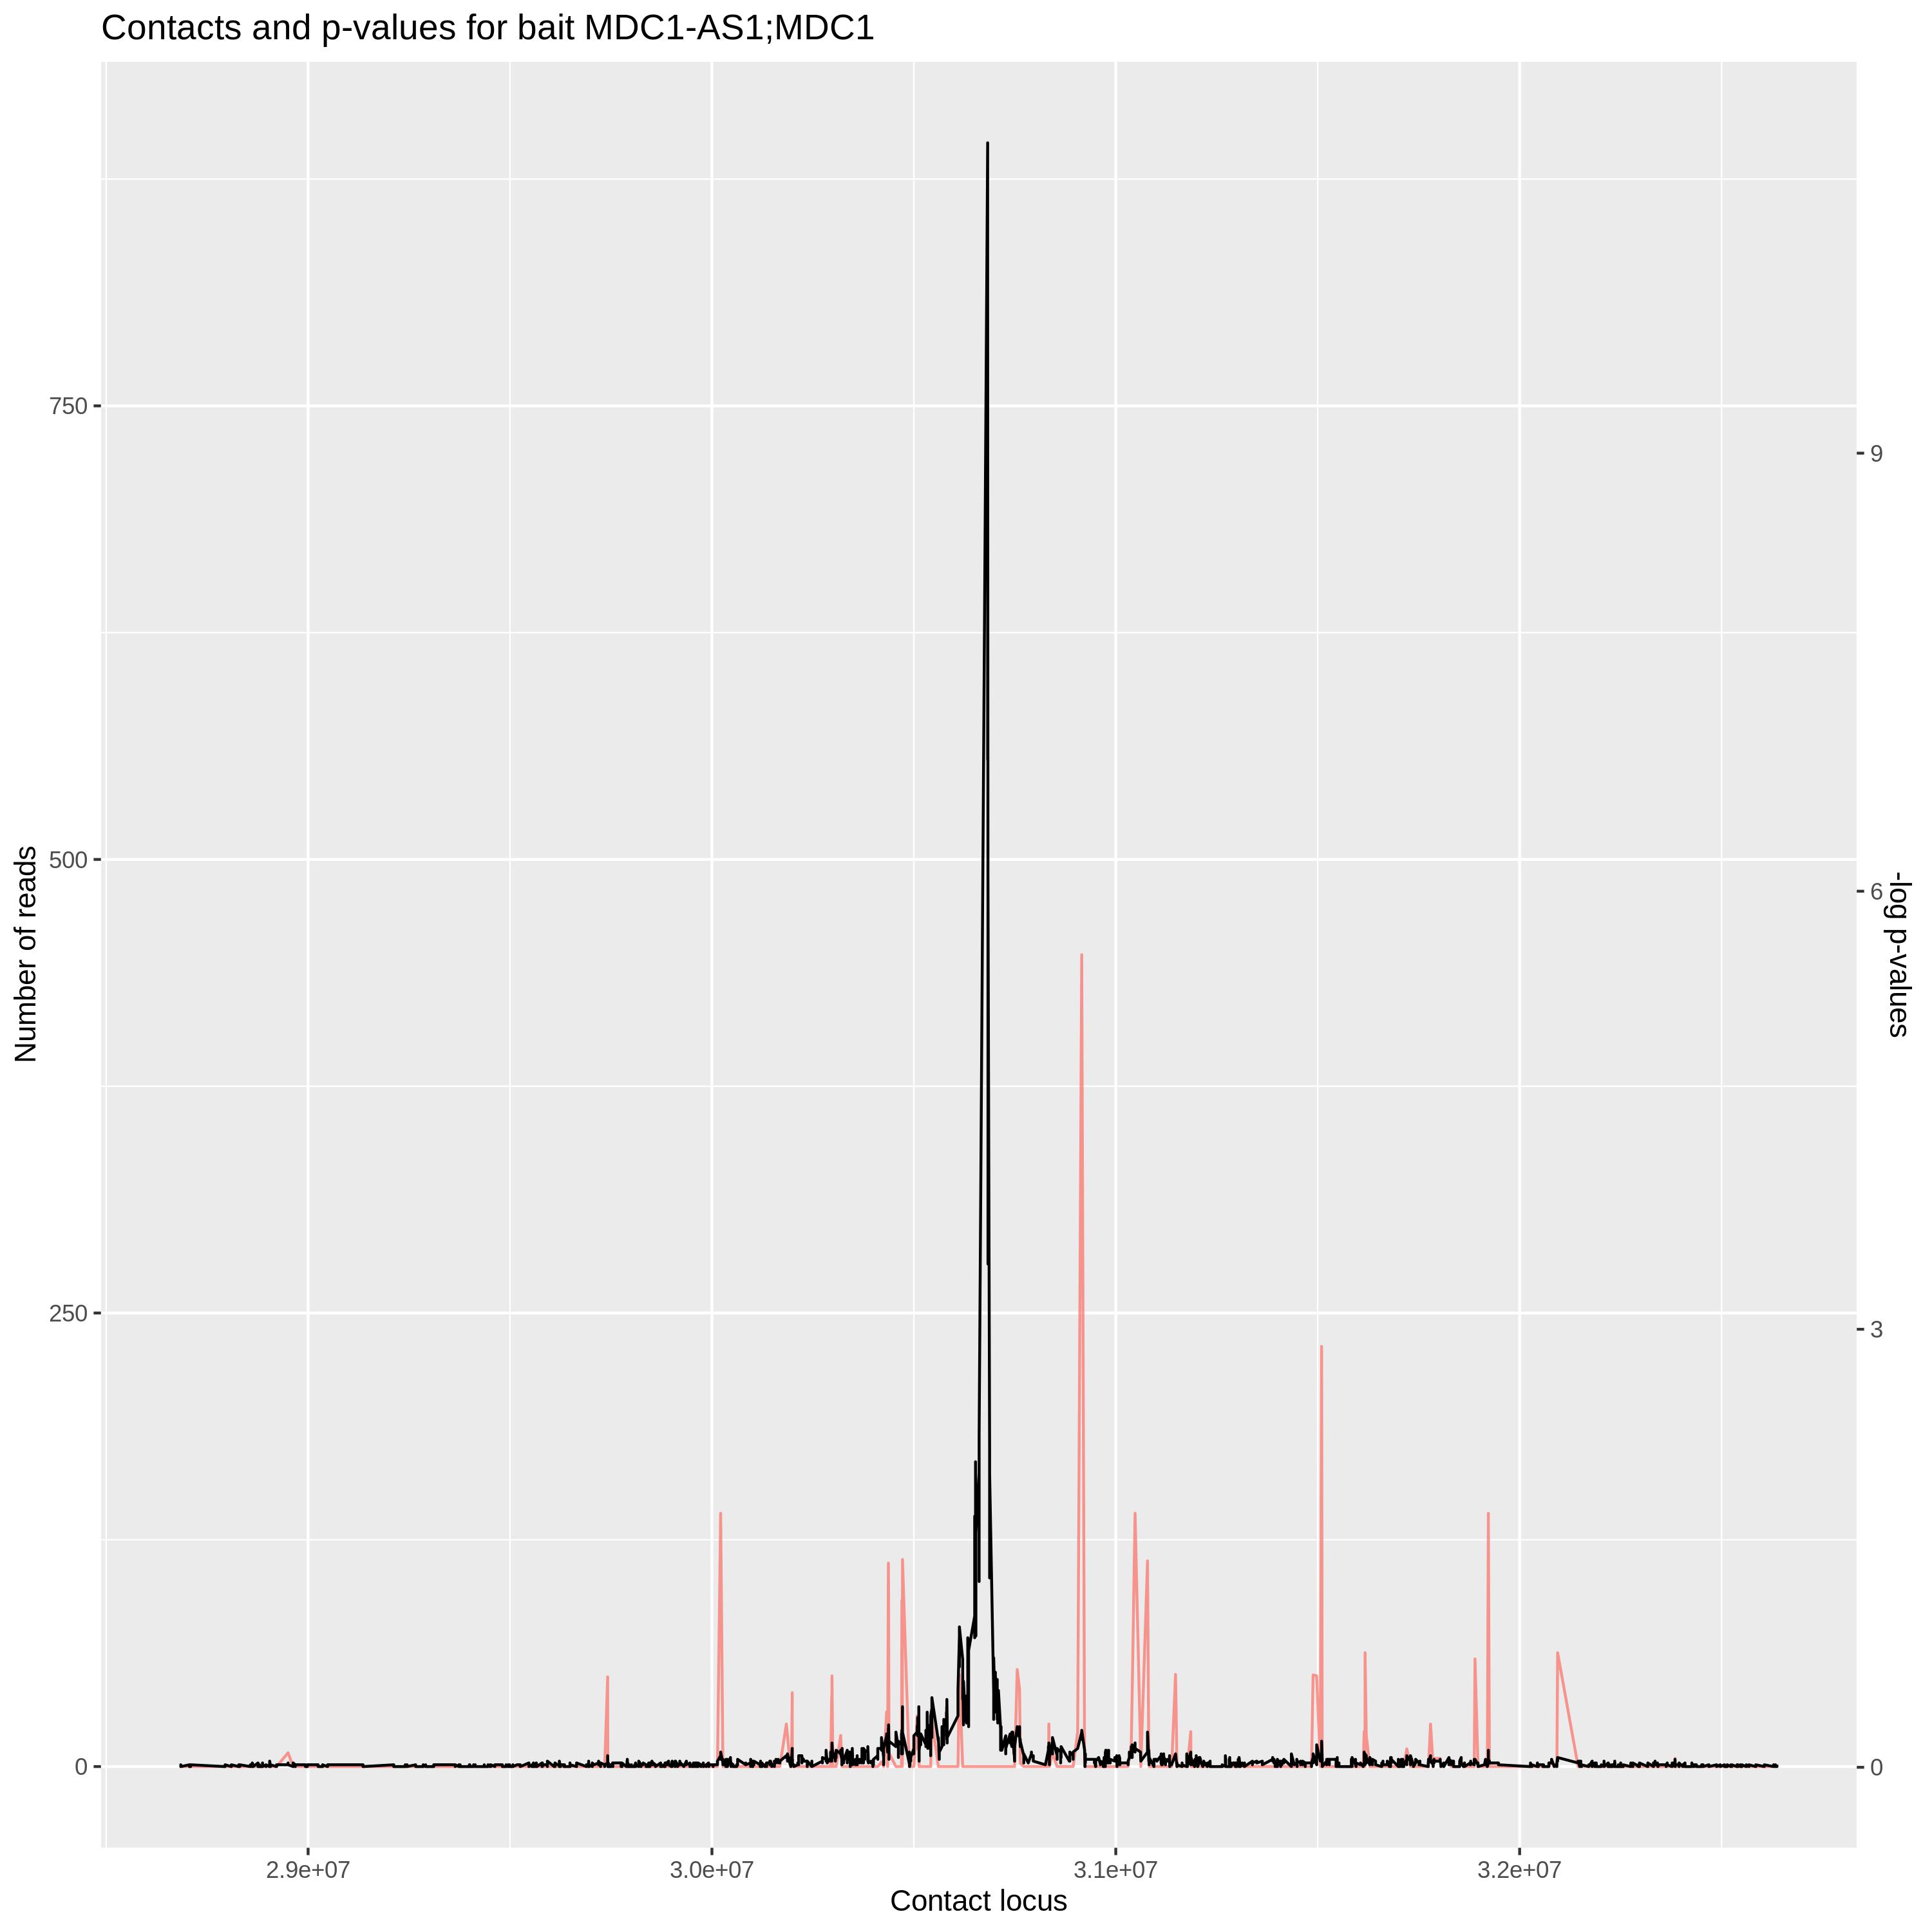 Contacts and p-values for bait MDC1-AS1;MDC1
750
500
250
0
Number of reads
9
6
3
0
-log p-values
2.9e+07 3.0e+07 3.1e+07 3.2e+07
Contact locus